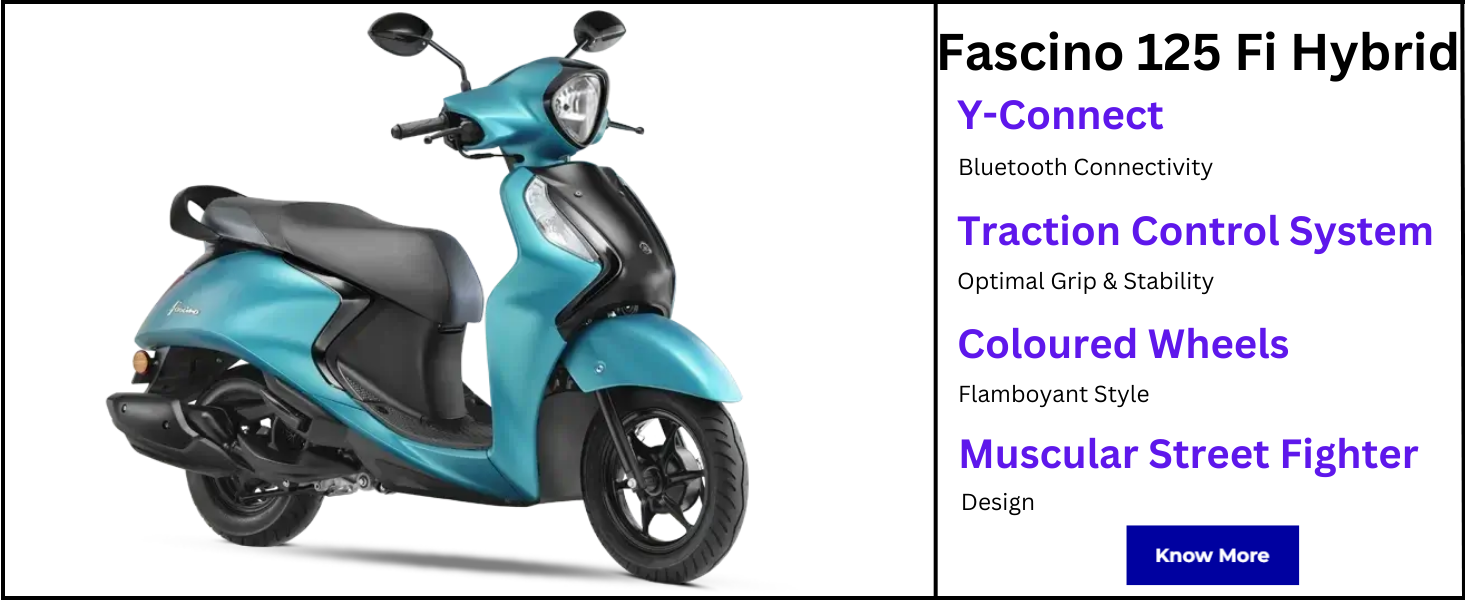 Fascino 125 Fi Hybrid
Y-Connect
Bluetooth Connectivity
Traction Control System
Optimal Grip & Stability
Coloured Wheels
Flamboyant Style
Muscular Street Fighter
Design
Know More
Fascino